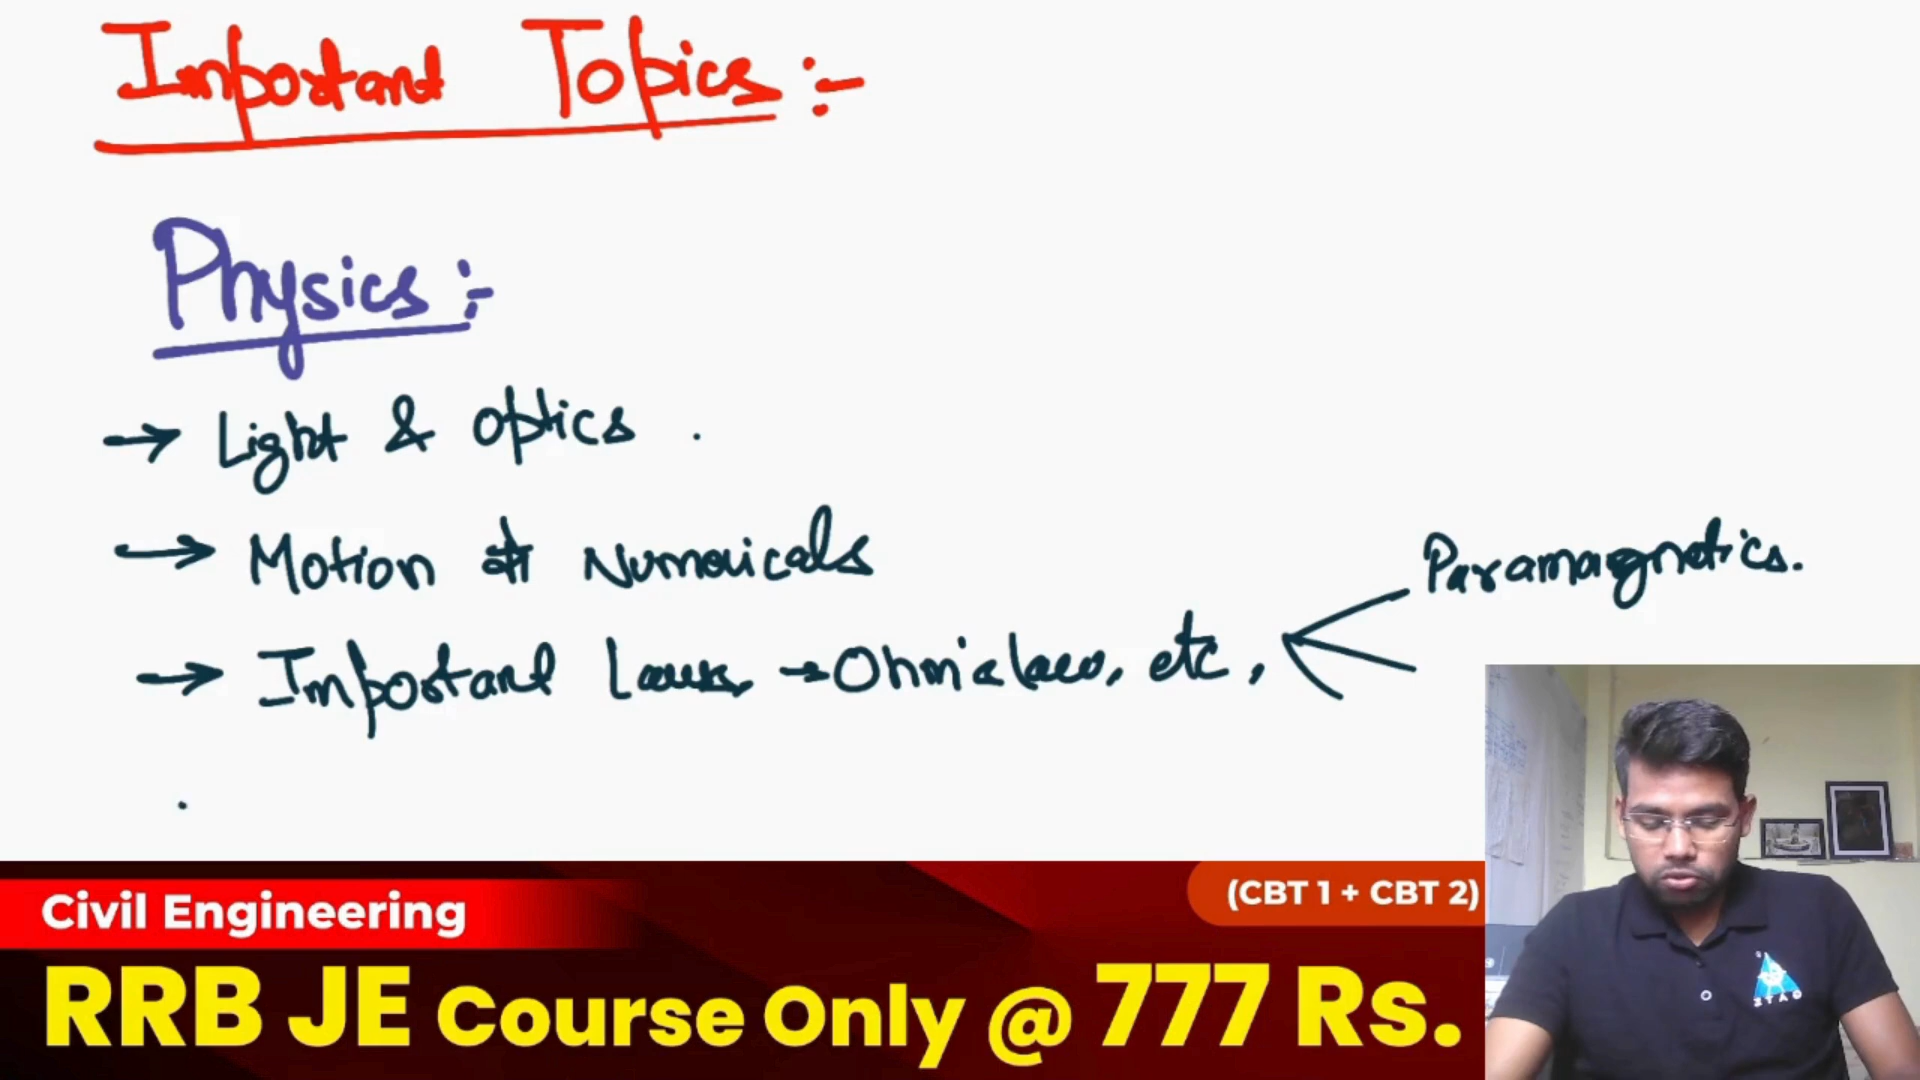 Important Topics :-
Physics :-
→ Light & optics .
→ Motion Numericals
Paramagnetics.
→ Important Laws → Ohm's law, etc,
Civil Engineering
(CBT 1 + CBT 2)
RRB JE Course Only @ 777 Rs.